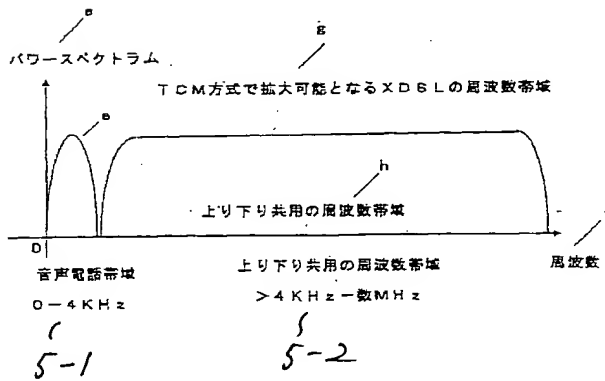 a
g
パワースペクトラム
TCM方式で拡大可能となるXDSLの周波数帯域
e
h
上り下り共用の周波数帯域
0
周波数
音声電話帯域
上り下り共用の周波数帯域
0-4KHz
>4KHz-数MHz
5-1
5-2